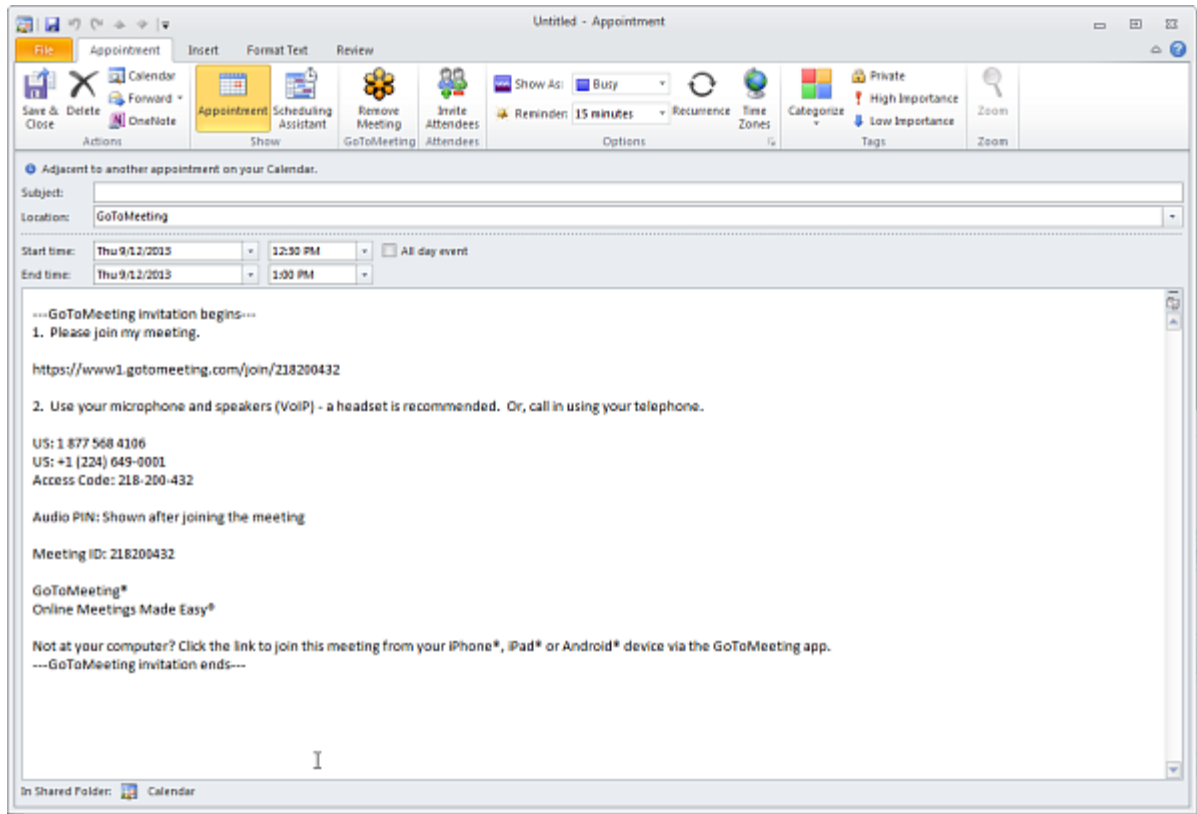 Untitled - Appointment
File Appointment Insert Format Text Review
Save & Close
Delete
Calendar
Forward
OneNote
Actions
Appointment
Scheduling Assistant
Show
Remove Meeting
GoToMeeting
Invite Attendees
Attendees
Show As: Busy
Reminder: 15 minutes
Recurrence
Time Zones
Options
Categorize
Private
High Importance
Low Importance
Tags
Zoom
Zoom
Adjacent to another appointment on your Calendar.
Subject:
Location: GoToMeeting
Start time: Thu 9/12/2013 12:30 PM All day event
End time: Thu 9/12/2013 1:00 PM
---GoToMeeting invitation begins---
1. Please join my meeting.
https://www1.gotomeeting.com/join/218200432
2. Use your microphone and speakers (VoIP) - a headset is recommended. Or, call in using your telephone.
US: 1 877 568 4106
US: +1 (224) 649-0001
Access Code: 218-200-432
Audio PIN: Shown after joining the meeting
Meeting ID: 218200432
GoToMeeting®
Online Meetings Made Easy®
Not at your computer? Click the link to join this meeting from your iPhone®, iPad® or Android® device via the GoToMeeting app.
---GoToMeeting invitation ends---
In Shared Folder: Calendar